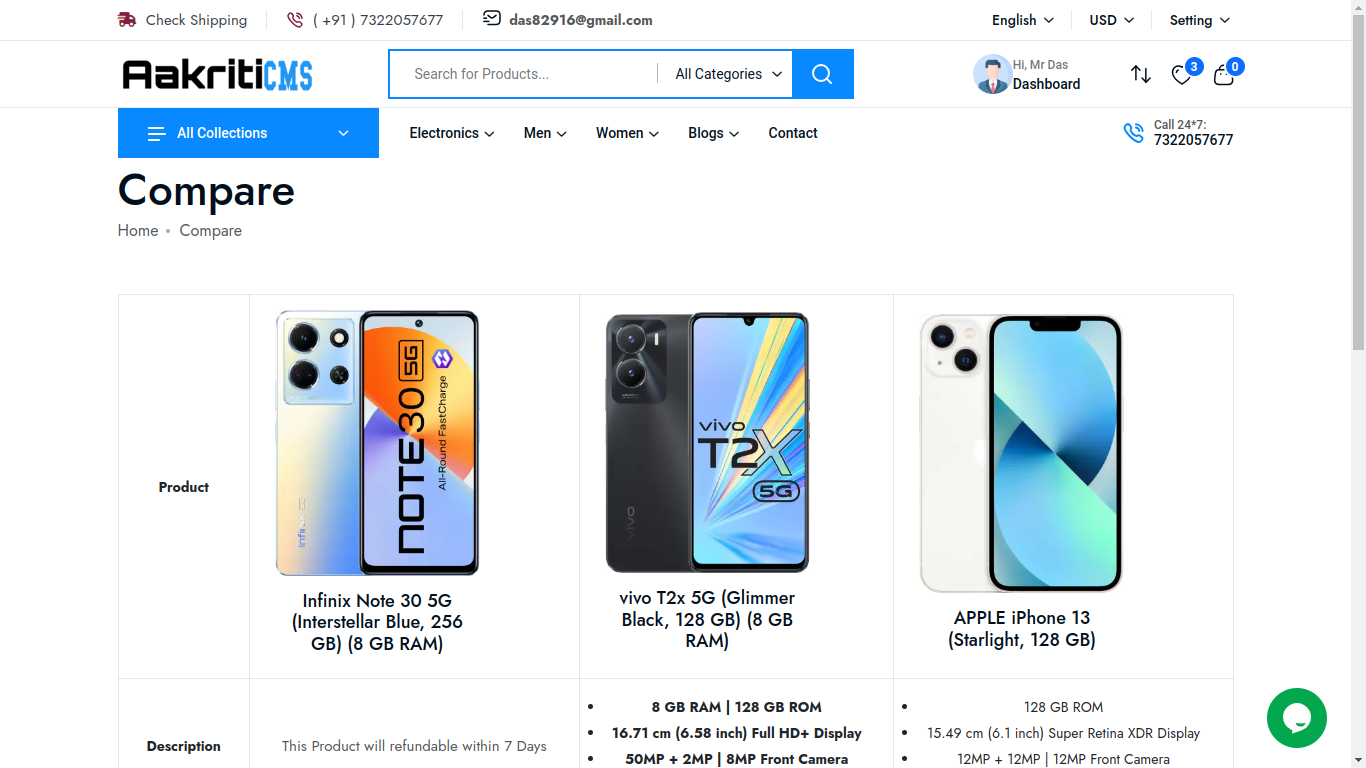 Check Shipping
( +91 ) 7322057677
das82916@gmail.com
English
USD
Setting
AakritiCMS
Search for Products...
All Categories
Hi, Mr Das
Dashboard
3
0
All Collections
Electronics
Men
Women
Blogs
Contact
Call 24*7:
7322057677
Compare
Home • Compare
Product
NOTE 30 5G
All-Round FastCharge
Infinix
Infinix Note 30 5G
(Interstellar Blue, 256
GB) (8 GB RAM)
vivo
T2X
5G
vivo
vivo T2x 5G (Glimmer
Black, 128 GB) (8 GB
RAM)
APPLE iPhone 13
(Starlight, 128 GB)
Description
This Product will refundable within 7 Days
• 8 GB RAM | 128 GB ROM
• 16.71 cm (6.58 inch) Full HD+ Display
• 50MP + 2MP | 8MP Front Camera
• 128 GB ROM
• 15.49 cm (6.1 inch) Super Retina XDR Display
• 12MP + 12MP | 12MP Front Camera